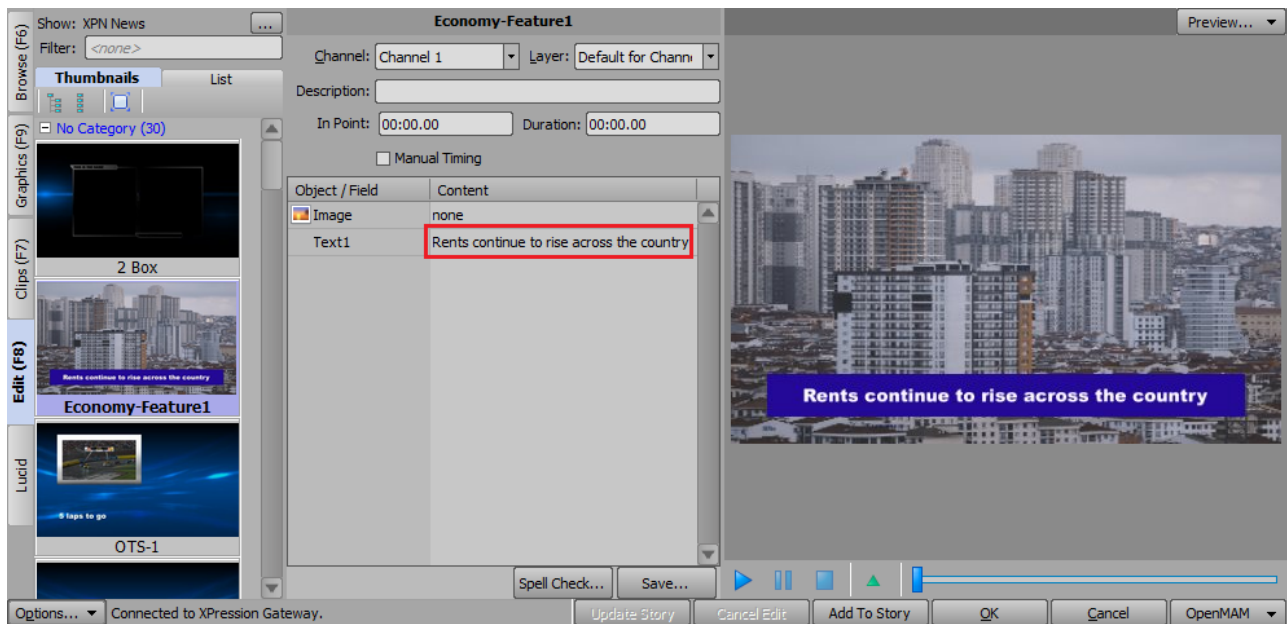 Show: XPN News
...
Filter: <none>
Thumbnails
List
No Category (30)
2 Box
Rents continue to rise across the country
Economy-Feature1
5 laps to go
OTS-1
Browse (F6)
Graphics (F9)
Clips (F7)
Edit (F8)
Lucid
Economy-Feature1
Channel: Channel 1
Layer: Default for Chann
Description:
In Point: 00:00.00
Duration: 00:00.00
Manual Timing
Object / Field
Content
Image
none
Text1
Rents continue to rise across the country
Spell Check...
Save...
Preview...
Rents continue to rise across the country
Options...
Connected to XPression Gateway.
Update Story
Cancel Edit
Add To Story
OK
Cancel
OpenMAM